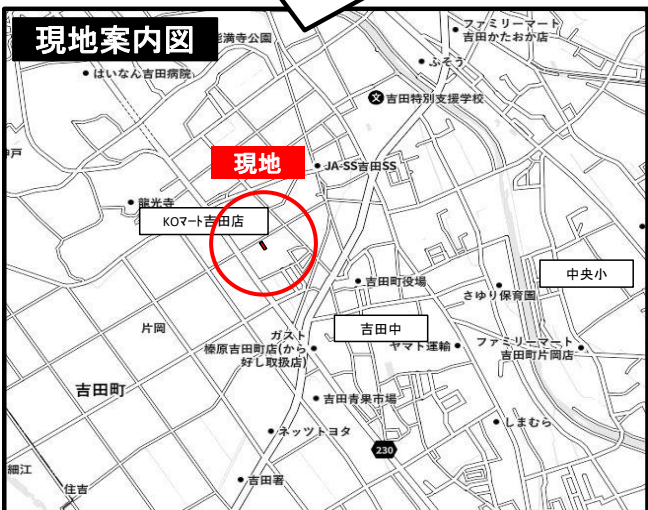 現地案内図
能満寺公園
ファミリーマート
吉田かたおか店
ふそう
はいなん吉田病院
文
吉田特別支援学校
神戸
現地
JA-SS吉田SS
龍光寺
KOマート吉田店
吉田町役場
中央小
さゆり保育園
片岡
吉田中
ガスト
榛原吉田町店(から
好し取扱店)
ヤマト運輸
ファミリーマート
吉田町片岡店
吉田町
吉田青果市場
しまむら
ネッツトヨタ
230
細江
住吉
吉田署